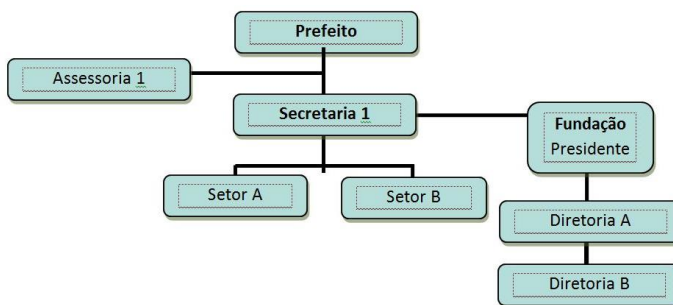 Prefeito
Assessoria 1
Secretaria 1
Fundação
Presidente
Setor A
Setor B
Diretoria A
Diretoria B